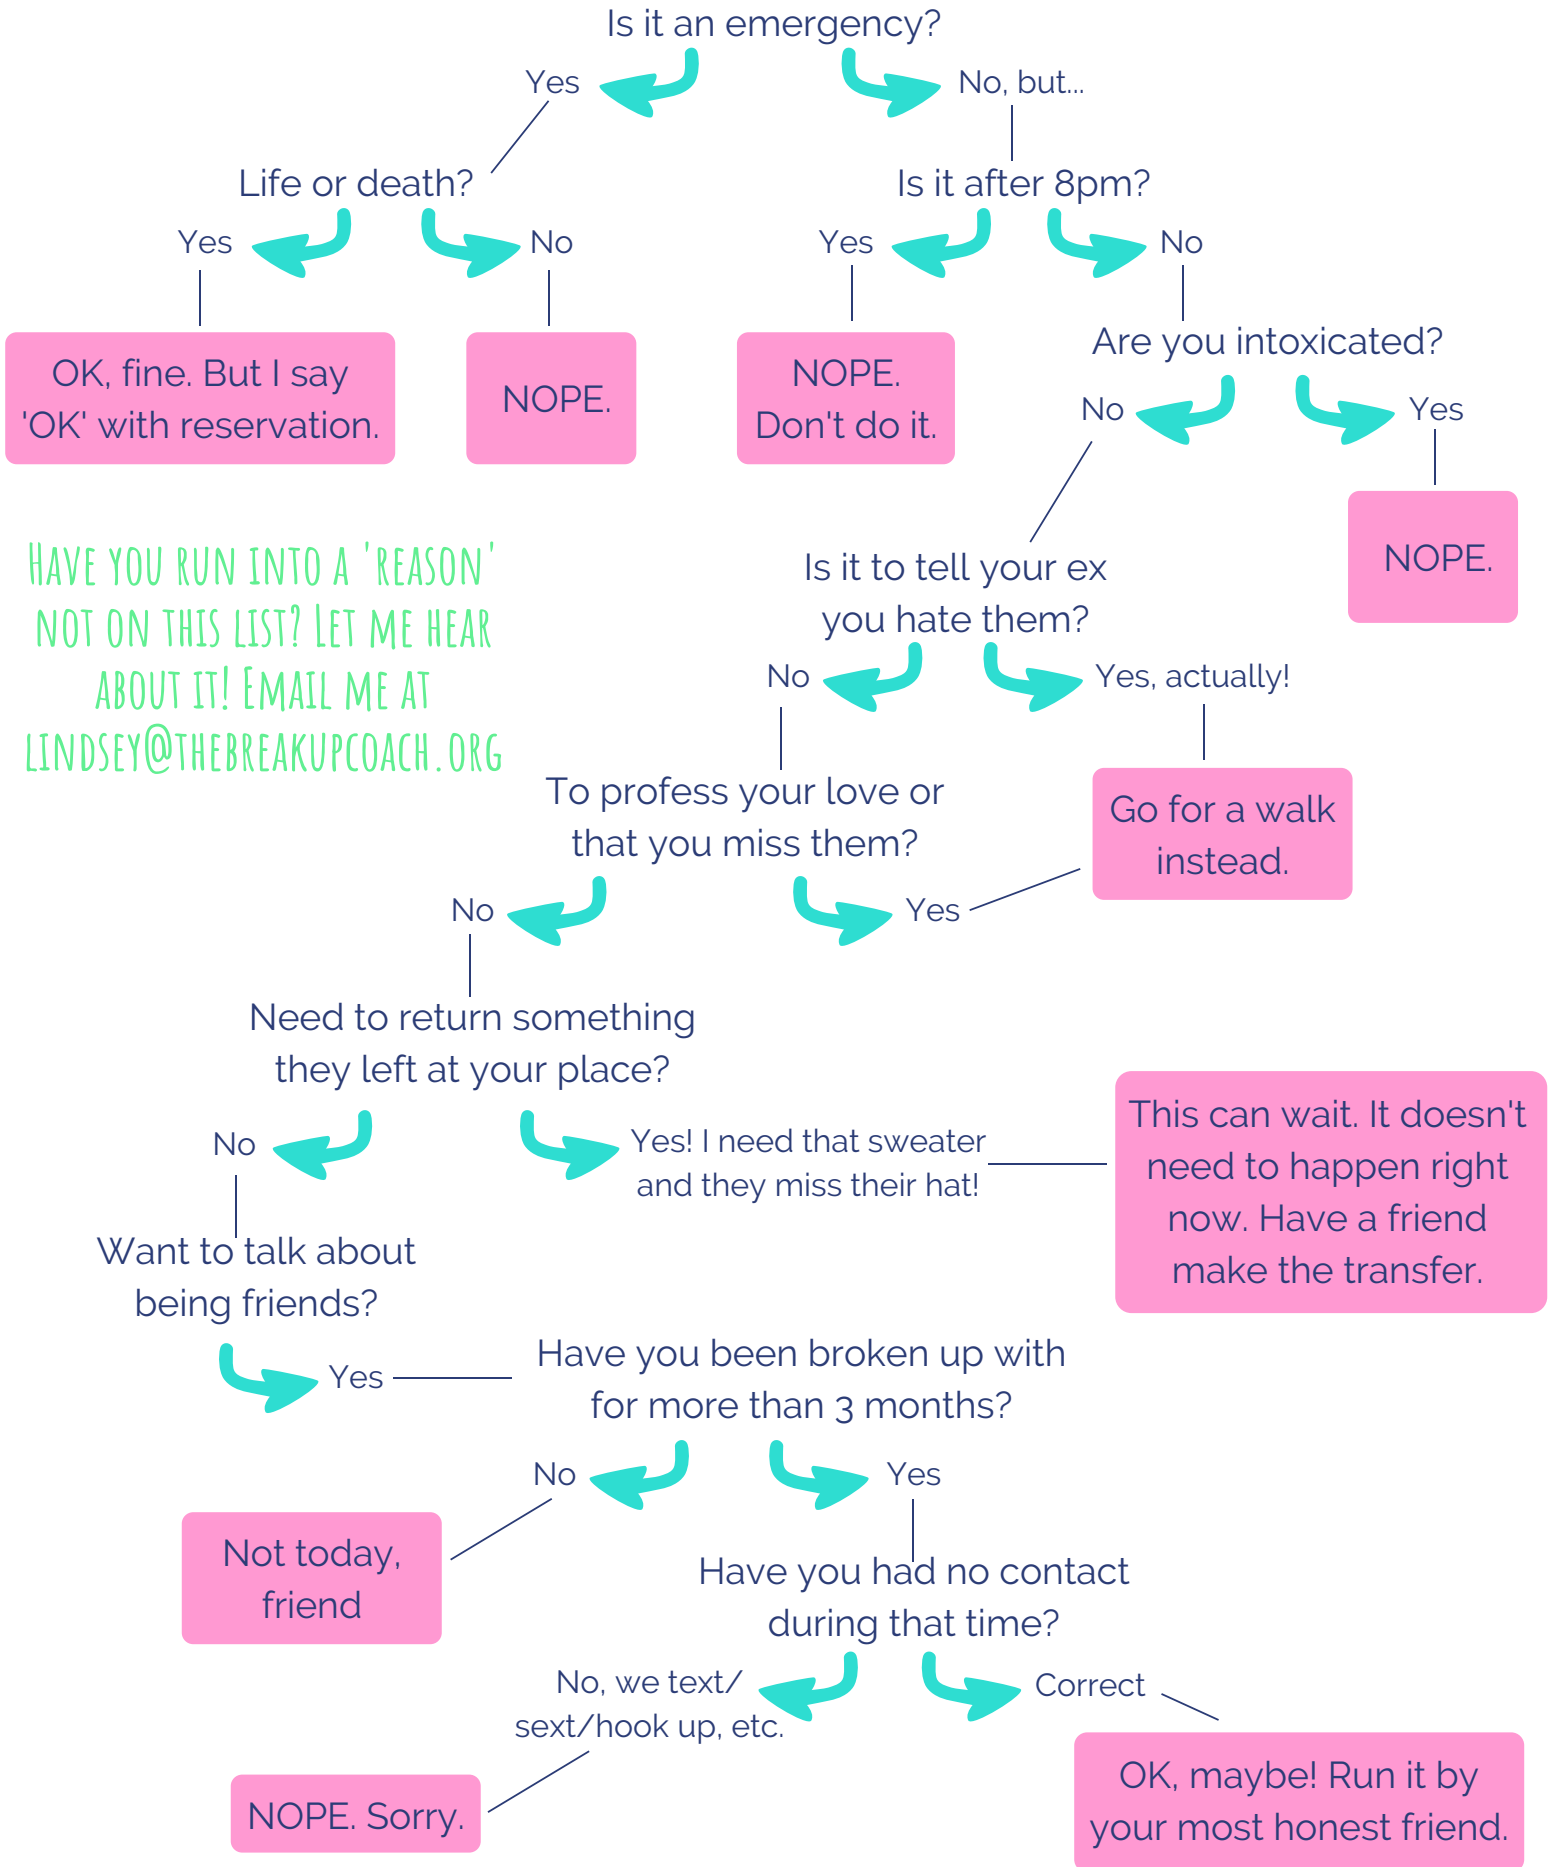 Is it an emergency?
Yes
No, but...
Life or death?
Is it after 8pm?
Yes
No
Yes
No
OK, fine. But I say
'OK' with reservation.
NOPE.
NOPE.
Don't do it.
Are you intoxicated?
No
Yes
NOPE.
HAVE YOU RUN INTO A 'REASON'
NOT ON THIS LIST? LET ME HEAR
ABOUT IT! EMAIL ME AT
LINDSEY@THEBREAKUPCOACH.ORG
Is it to tell your ex
you hate them?
No
Yes, actually!
To profess your love or
that you miss them?
Go for a walk
instead.
No
Yes
Need to return something
they left at your place?
No
Yes! I need that sweater
and they miss their hat!
This can wait. It doesn't
need to happen right
now. Have a friend
make the transfer.
Want to talk about
being friends?
Yes
Have you been broken up with
for more than 3 months?
No
Yes
Not today,
friend
Have you had no contact
during that time?
No, we text/
sext/hook up, etc.
Correct
NOPE. Sorry.
OK, maybe! Run it by
your most honest friend.